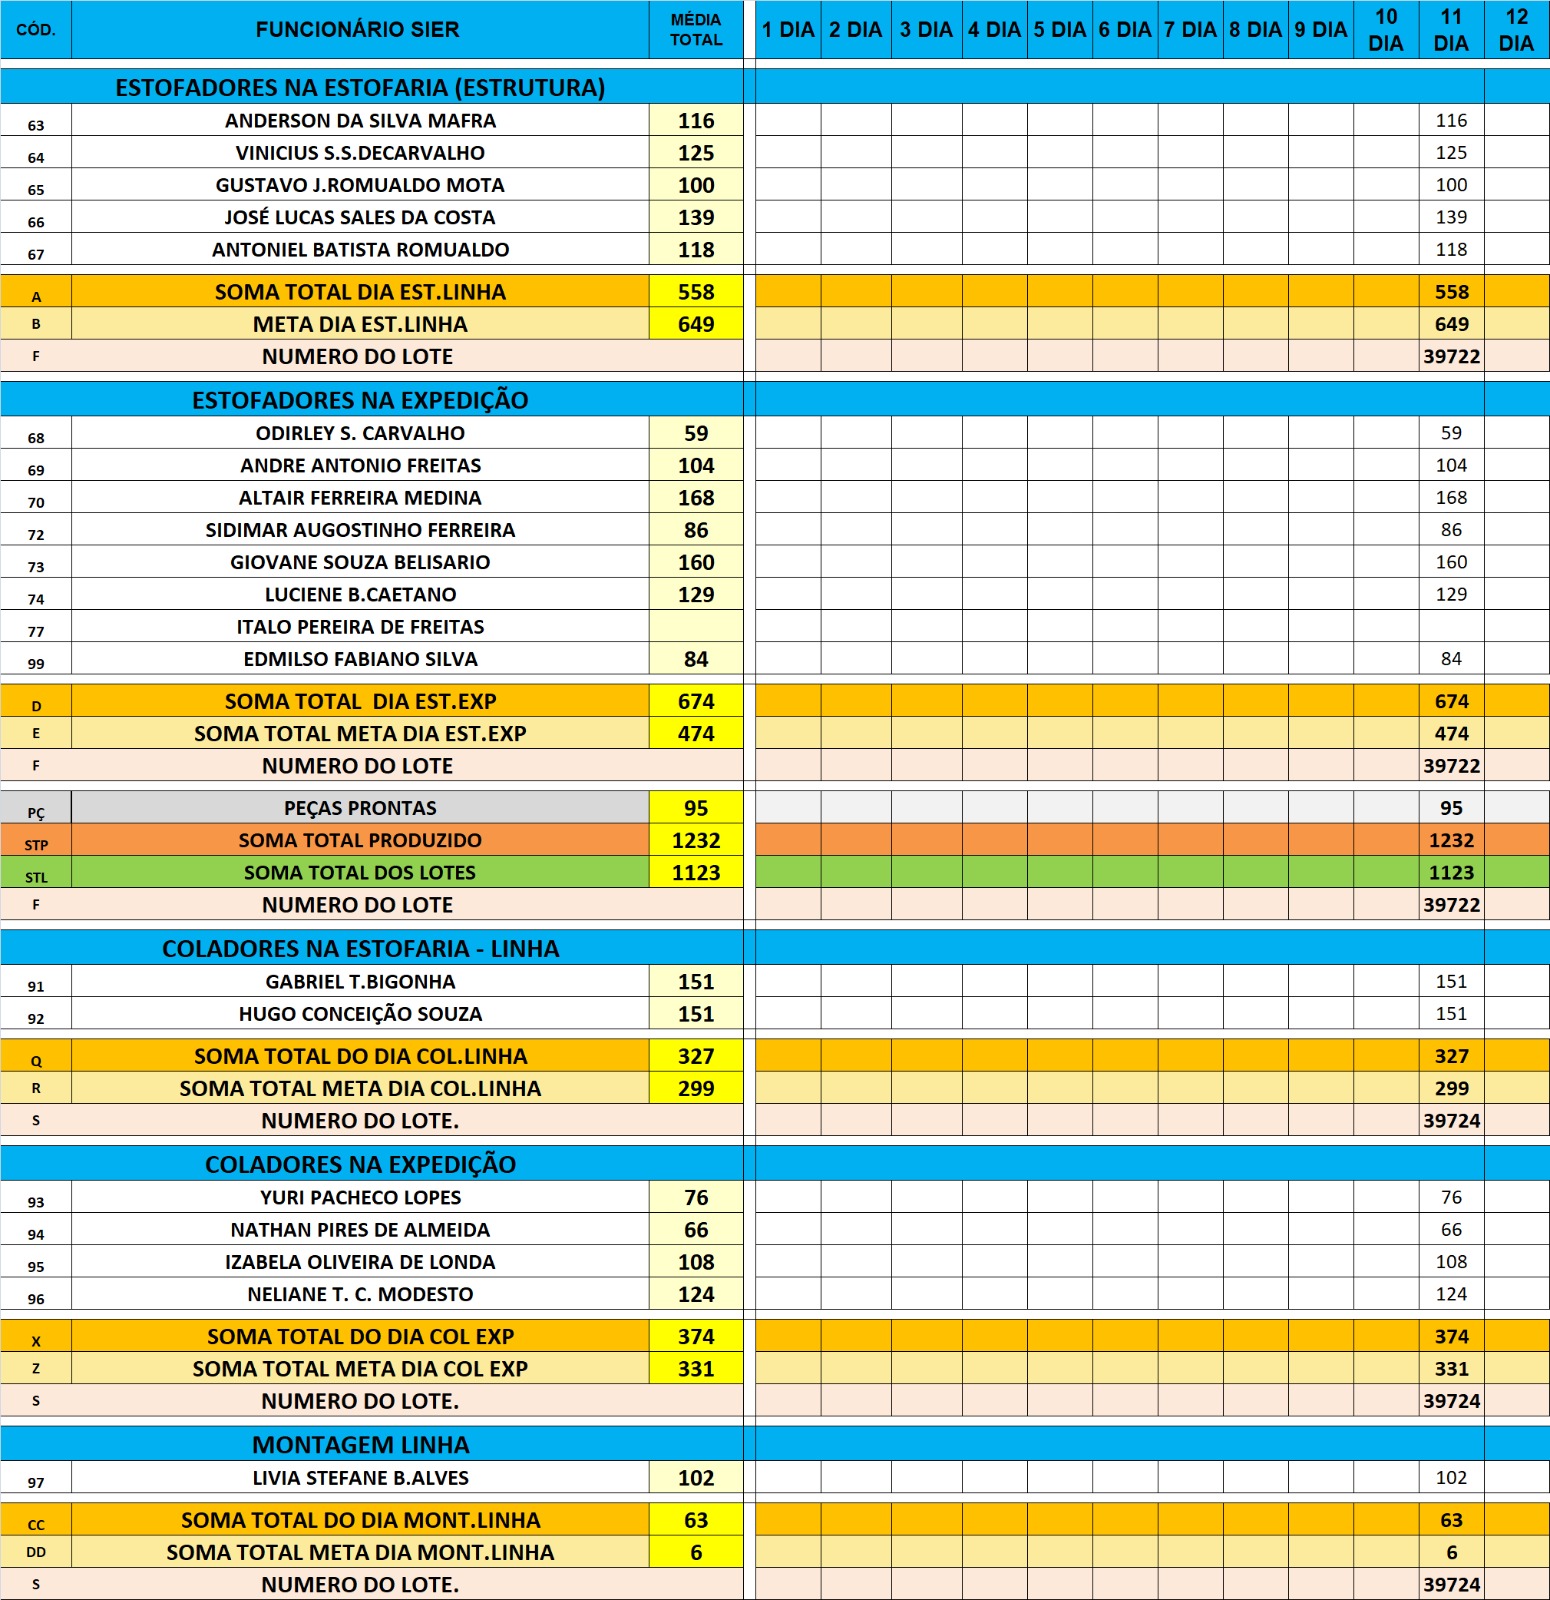 CÓD. FUNCIONÁRIO SIER MÉDIA TOTAL 1 DIA 2 DIA 3 DIA 4 DIA 5 DIA 6 DIA 7 DIA 8 DIA 9 DIA 10 DIA 11 DIA 12 DIA
ESTOFADORES NA ESTOFARIA (ESTRUTURA)
63 ANDERSON DA SILVA MAFRA 116 116
64 VINICIUS S.S.DECARVALHO 125 125
65 GUSTAVO J.ROMUALDO MOTA 100 100
66 JOSÉ LUCAS SALES DA COSTA 139 139
67 ANTONIEL BATISTA ROMUALDO 118 118
A SOMA TOTAL DIA EST.LINHA 558 558
B META DIA EST.LINHA 649 649
F NUMERO DO LOTE 39722
ESTOFADORES NA EXPEDIÇÃO
68 ODIRLEY S. CARVALHO 59 59
69 ANDRE ANTONIO FREITAS 104 104
70 ALTAIR FERREIRA MEDINA 168 168
72 SIDIMAR AUGOSTINHO FERREIRA 86 86
73 GIOVANE SOUZA BELISARIO 160 160
74 LUCIENE B.CAETANO 129 129
77 ITALO PEREIRA DE FREITAS
99 EDMILSO FABIANO SILVA 84 84
D SOMA TOTAL DIA EST.EXP 674 674
E SOMA TOTAL META DIA EST.EXP 474 474
F NUMERO DO LOTE 39722
PÇ PEÇAS PRONTAS 95 95
STP SOMA TOTAL PRODUZIDO 1232 1232
STL SOMA TOTAL DOS LOTES 1123 1123
F NUMERO DO LOTE 39722
COLADORES NA ESTOFARIA - LINHA
91 GABRIEL T.BIGONHA 151 151
92 HUGO CONCEIÇÃO SOUZA 151 151
Q SOMA TOTAL DO DIA COL.LINHA 327 327
R SOMA TOTAL META DIA COL.LINHA 299 299
S NUMERO DO LOTE. 39724
COLADORES NA EXPEDIÇÃO
93 YURI PACHECO LOPES 76 76
94 NATHAN PIRES DE ALMEIDA 66 66
95 IZABELA OLIVEIRA DE LONDA 108 108
96 NELIANE T. C. MODESTO 124 124
X SOMA TOTAL DO DIA COL EXP 374 374
Z SOMA TOTAL META DIA COL EXP 331 331
S NUMERO DO LOTE. 39724
MONTAGEM LINHA
97 LIVIA STEFANE B.ALVES 102 102
CC SOMA TOTAL DO DIA MONT.LINHA 63 63
DD SOMA TOTAL META DIA MONT.LINHA 6 6
S NUMERO DO LOTE. 39724